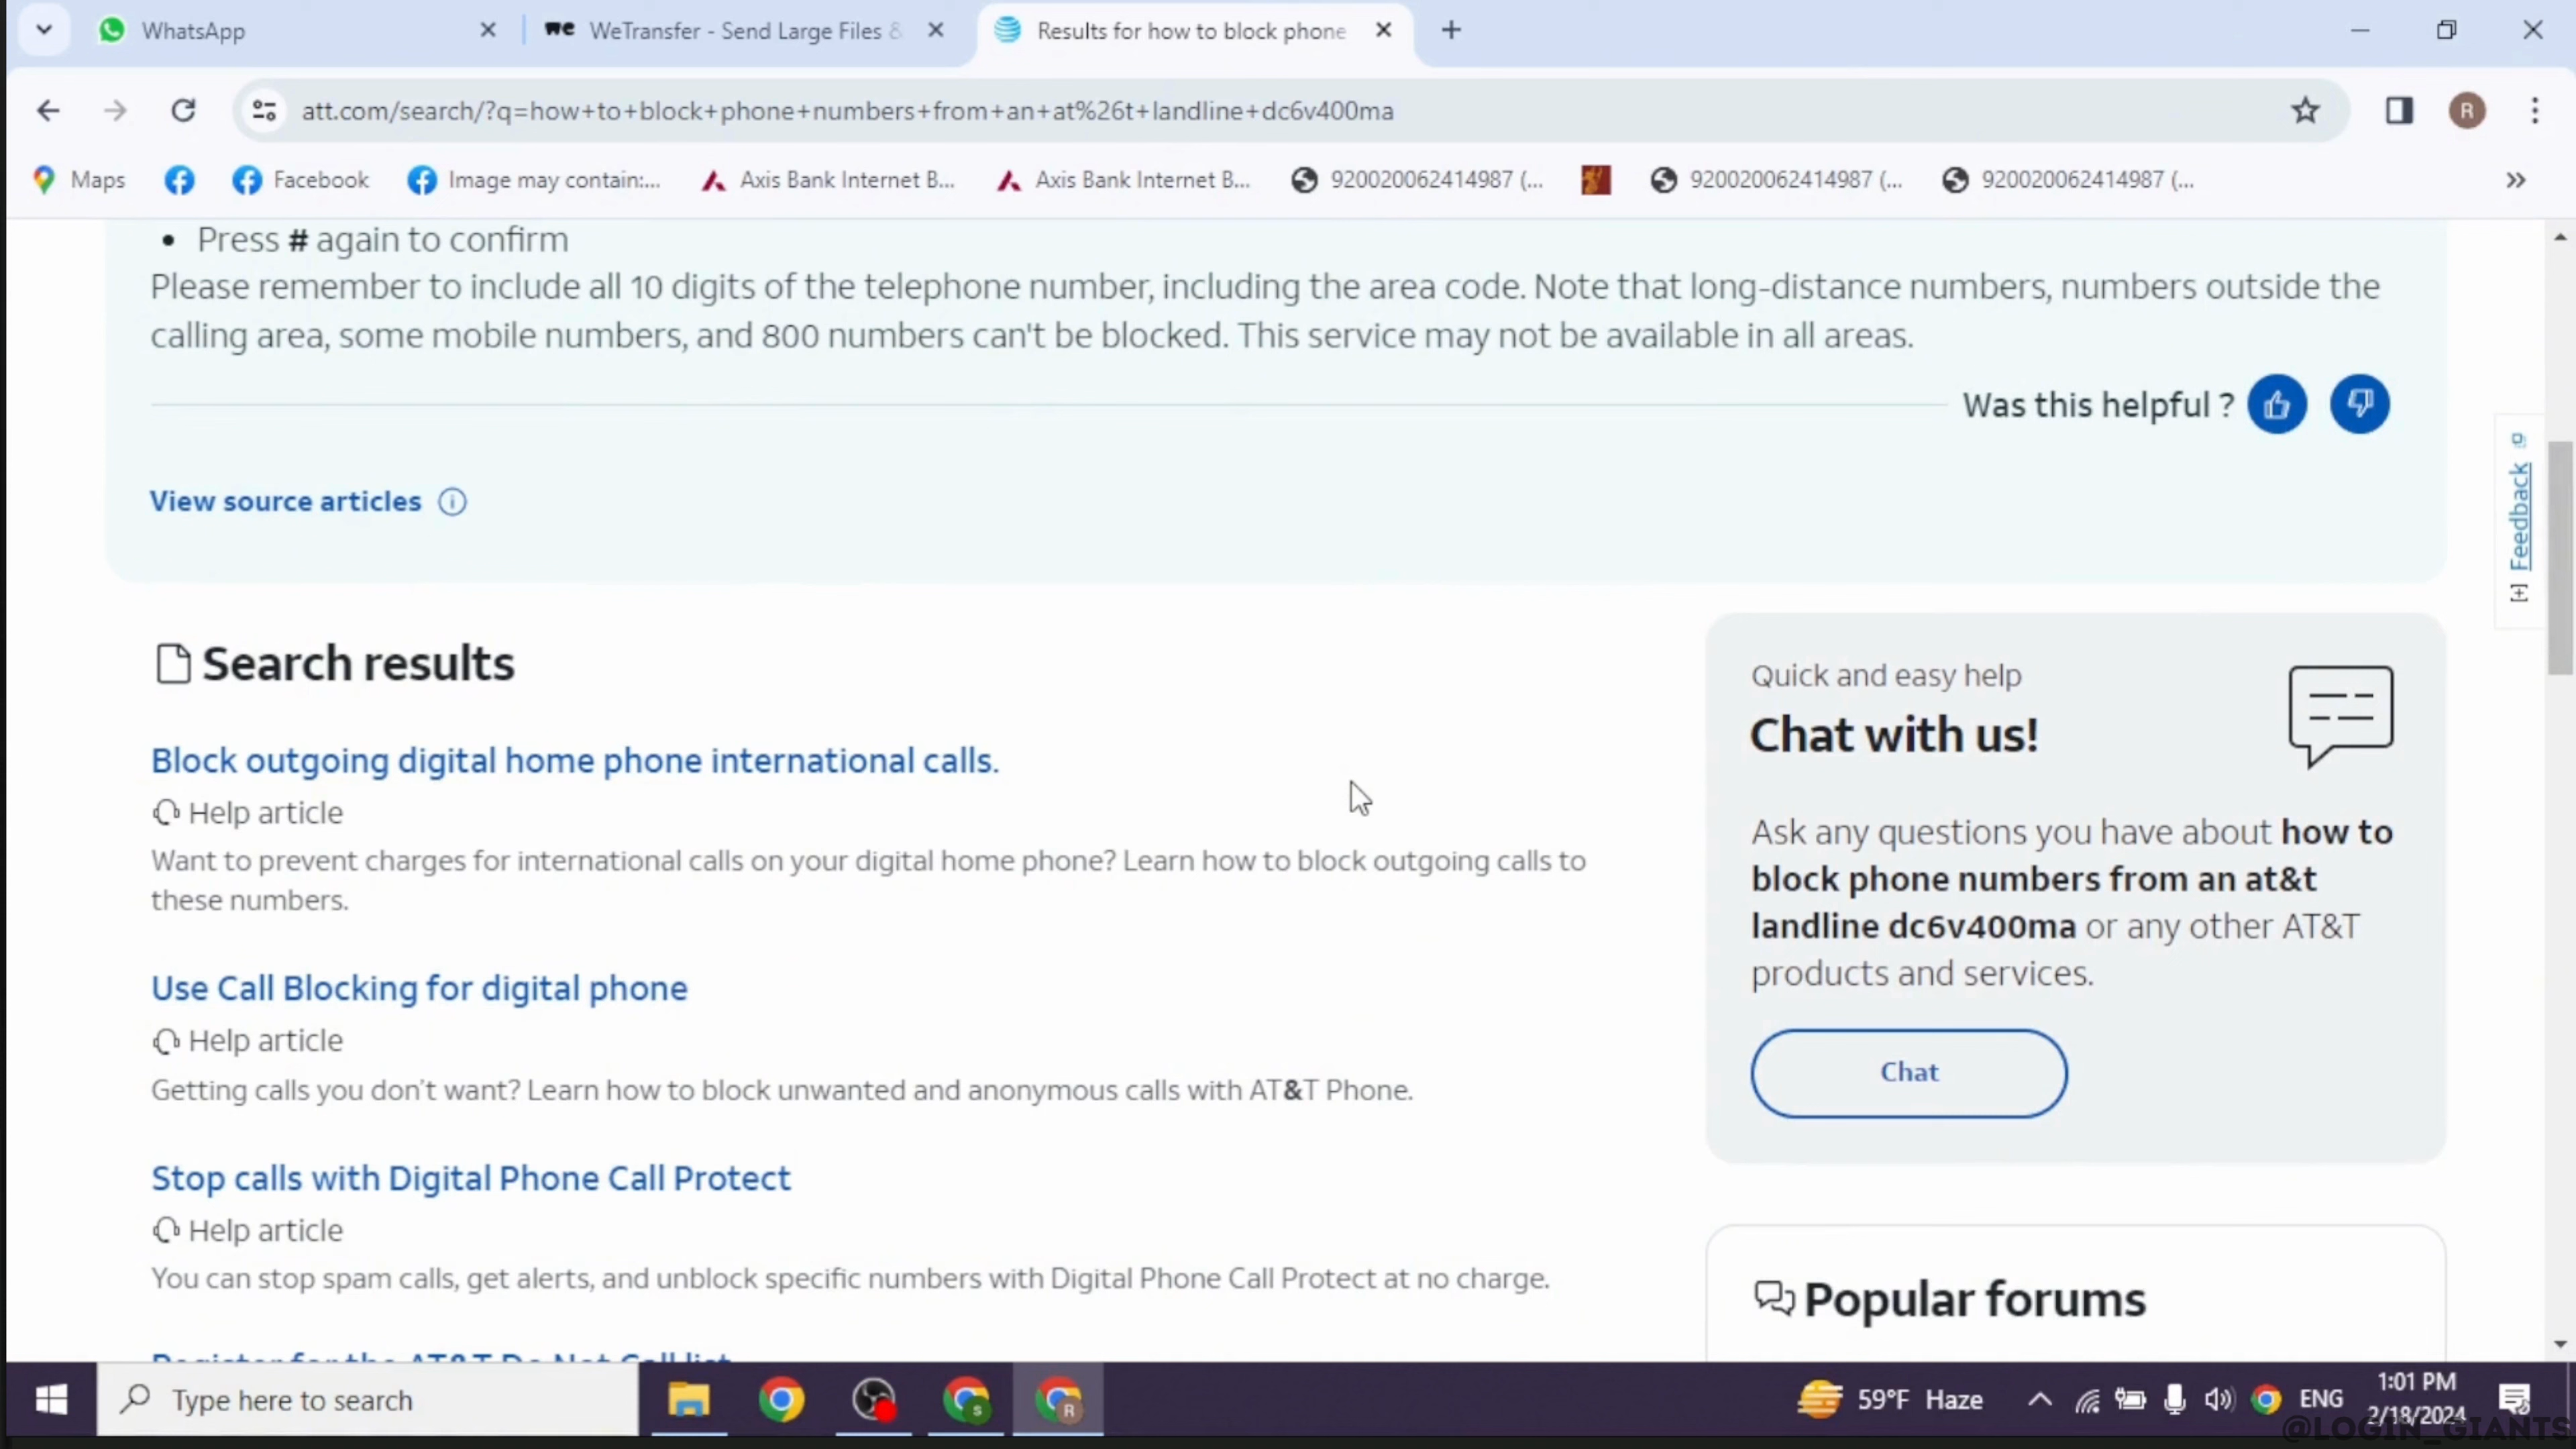 WhatsApp
WeTransfer - Send Large Files &
Results for how to block phone
att.com/search/?q=how+to+block+phone+numbers+from+an+at%26t+landline+dc6v400ma
R
Maps
Facebook
Image may contain:...
Axis Bank Internet B...
Axis Bank Internet B...
920020062414987 (...
920020062414987 (...
920020062414987 (...
• Press # again to confirm
Please remember to include all 10 digits of the telephone number, including the area code. Note that long-distance numbers, numbers outside the
calling area, some mobile numbers, and 800 numbers can't be blocked. This service may not be available in all areas.
Was this helpful ?
View source articles
[+] Feedback
Search results
Block outgoing digital home phone international calls.
Help article
Want to prevent charges for international calls on your digital home phone? Learn how to block outgoing calls to
these numbers.
Use Call Blocking for digital phone
Help article
Getting calls you don't want? Learn how to block unwanted and anonymous calls with AT&T Phone.
Stop calls with Digital Phone Call Protect
Help article
You can stop spam calls, get alerts, and unblock specific numbers with Digital Phone Call Protect at no charge.
Register for the AT&T Do Not Call list
Quick and easy help
Chat with us!
Ask any questions you have about how to
block phone numbers from an at&t
landline dc6v400ma or any other AT&T
products and services.
Chat
Popular forums
Type here to search
S
R
59°F Haze
ENG
1:01 PM
2/18/2024
@LOGIN_GIANTS